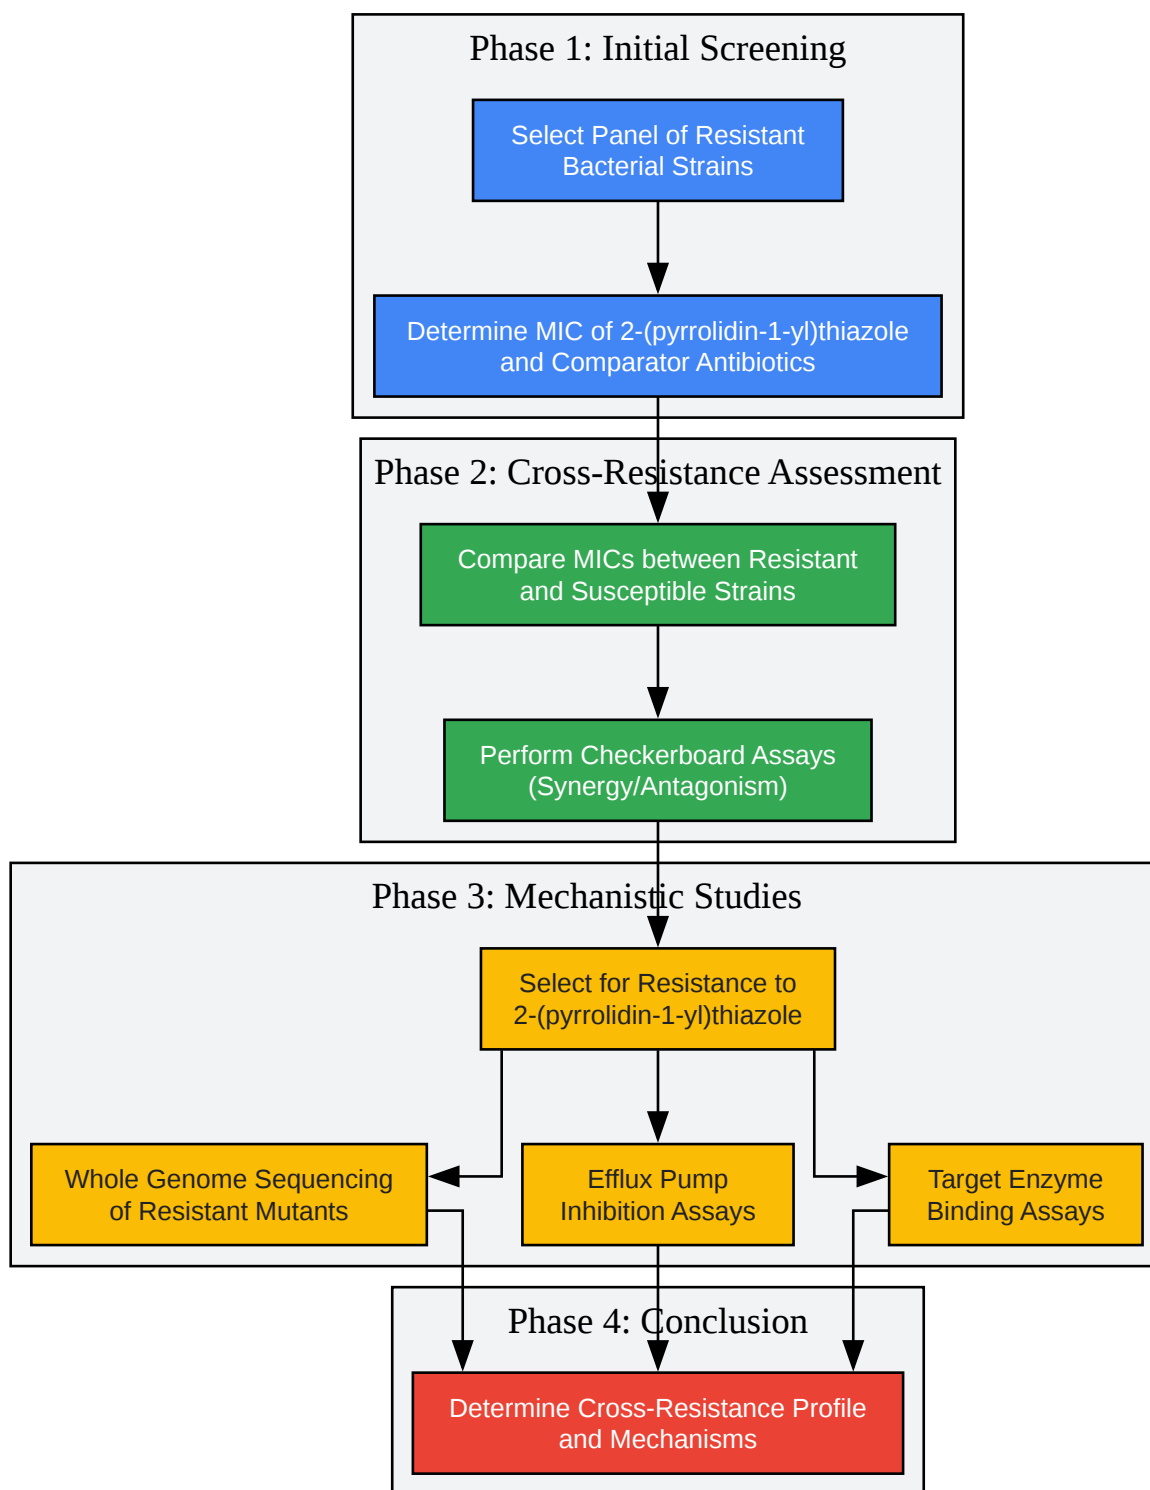 Phase 1: Initial Screening
Select Panel of Resistant
Bacterial Strains
Determine MIC of 2-(pyrrolidin-1-yl)thiazole
and Comparator Antibiotics
Phase 2: Cross-Resistance Assessment
Compare MICs between Resistant
and Susceptible Strains
Perform Checkerboard Assays
(Synergy/Antagonism)
Phase 3: Mechanistic Studies
Select for Resistance to
2-(pyrrolidin-1-yl)thiazole
Whole Genome Sequencing
of Resistant Mutants
Efflux Pump
Inhibition Assays
Target Enzyme
Binding Assays
Phase 4: Conclusion
Determine Cross-Resistance Profile
and Mechanisms